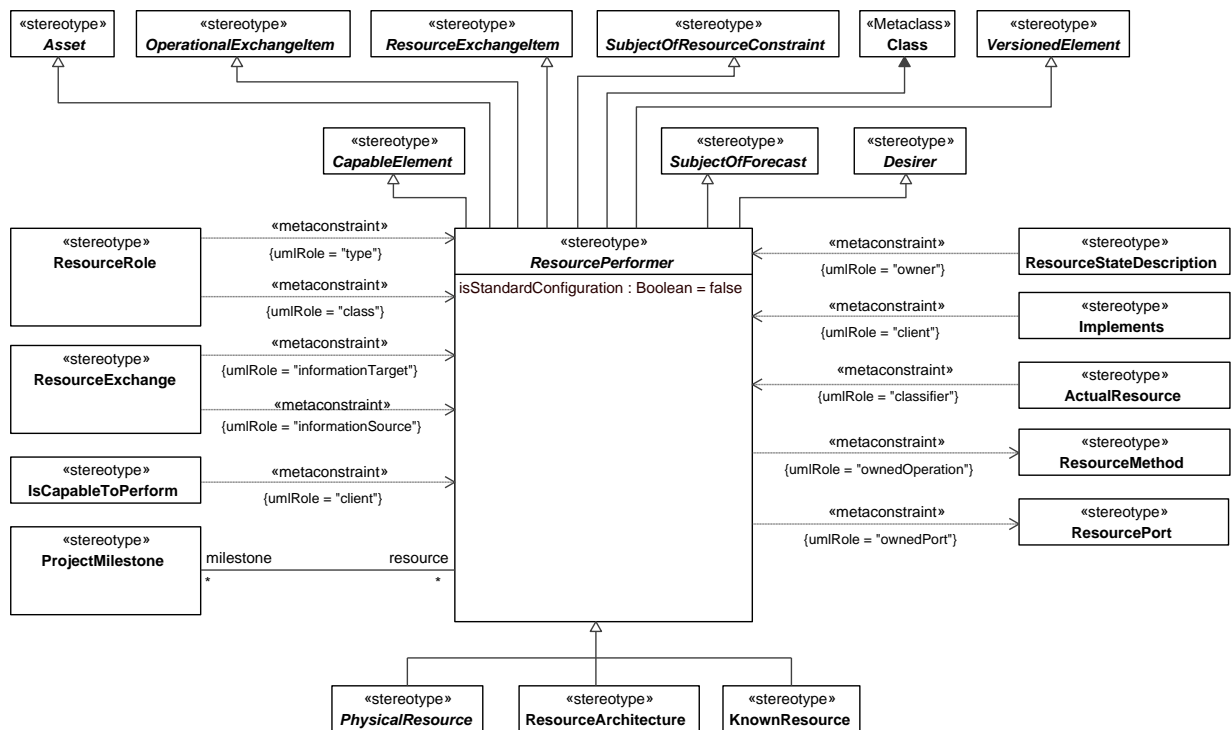 «stereotype»
Asset
«stereotype»
OperationalExchangeItem
«stereotype»
ResourceExchangeItem
«stereotype»
SubjectOfResourceConstraint
«Metaclass»
Class
«stereotype»
VersionedElement
«stereotype»
CapableElement
«stereotype»
SubjectOfForecast
«stereotype»
Desirer
«stereotype»
ResourceRole
«metaconstraint»
{umlRole = "type"}
«metaconstraint»
{umlRole = "class"}
«stereotype»
ResourceExchange
«metaconstraint»
{umlRole = "informationTarget"}
«metaconstraint»
{umlRole = "informationSource"}
«stereotype»
IsCapableToPerform
«metaconstraint»
{umlRole = "client"}
«stereotype»
ProjectMilestone
milestone
*
resource
*
«stereotype»
ResourcePerformer
isStandardConfiguration : Boolean = false
«metaconstraint»
{umlRole = "owner"}
«stereotype»
ResourceStateDescription
«metaconstraint»
{umlRole = "client"}
«stereotype»
Implements
«metaconstraint»
{umlRole = "classifier"}
«stereotype»
ActualResource
«metaconstraint»
{umlRole = "ownedOperation"}
«stereotype»
ResourceMethod
«metaconstraint»
{umlRole = "ownedPort"}
«stereotype»
ResourcePort
«stereotype»
PhysicalResource
«stereotype»
ResourceArchitecture
«stereotype»
KnownResource